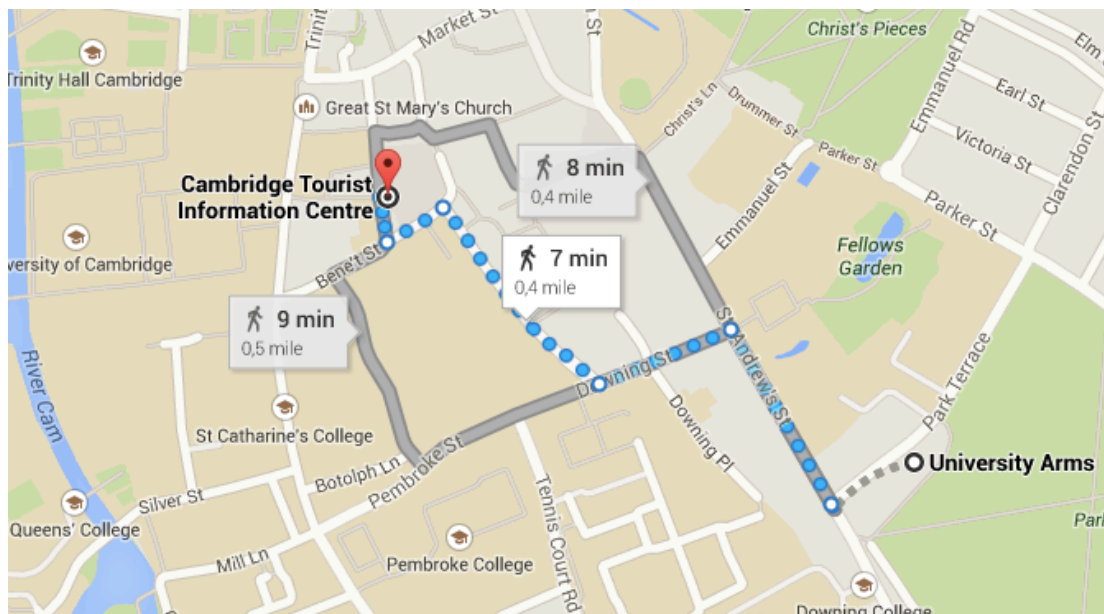 Christ's Pieces
Emmanuel Rd
Elm
Trinity
Market St
n St
Trinity Hall Cambridge
Earl St
Great St Mary's Church
Christ's Ln
Drummer St
Victoria St
Clarendon St
Parker St
8 min
0,4 mile
Cambridge Tourist
Information Centre
Emmanuel St
Parker St
versity of Cambridge
Bene't St
7 min
0,4 mile
Fellows
Garden
9 min
0,5 mile
St Andrew's St
Downing St
River Cam
Park Terrace
St Catharine's College
Downing Pl
Botolph Ln
Pembroke St
University Arms
Silver St
Queens' College
Tennis Court Rd
Park
Mill Ln
Pembroke College
Downing College